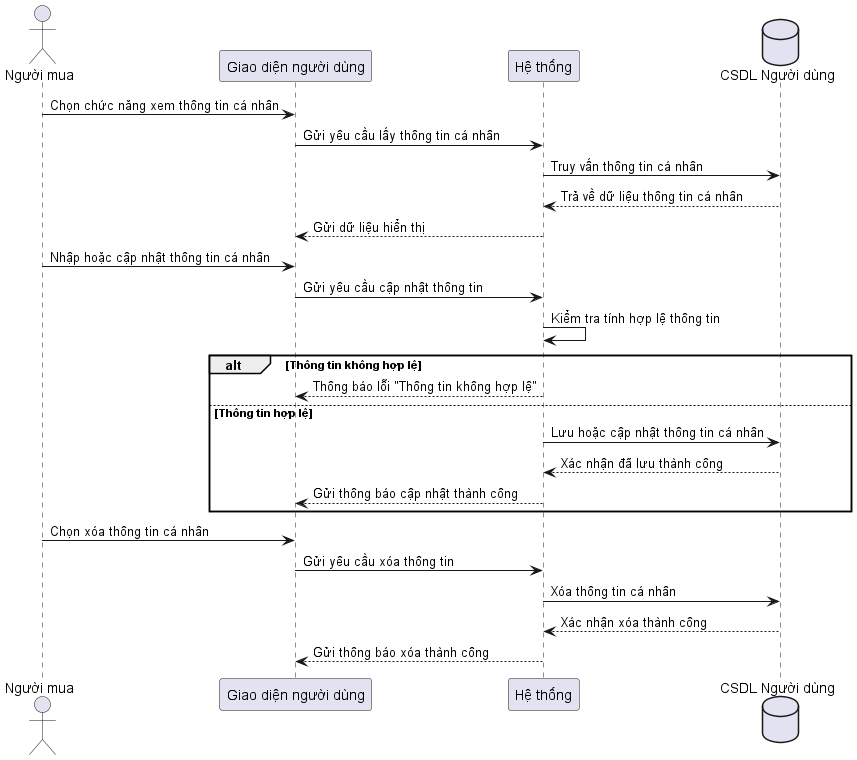 Người mua
Giao diện người dùng
Hệ thống
CSDL Người dùng
Chọn chức năng xem thông tin cá nhân
Gửi yêu cầu lấy thông tin cá nhân
Truy vấn thông tin cá nhân
Trả về dữ liệu thông tin cá nhân
Gửi dữ liệu hiển thị
Nhập hoặc cập nhật thông tin cá nhân
Gửi yêu cầu cập nhật thông tin
Kiểm tra tính hợp lệ thông tin
alt [Thông tin không hợp lệ]
Thông báo lỗi "Thông tin không hợp lệ"
[Thông tin hợp lệ]
Lưu hoặc cập nhật thông tin cá nhân
Xác nhận đã lưu thành công
Gửi thông báo cập nhật thành công
Chọn xóa thông tin cá nhân
Gửi yêu cầu xóa thông tin
Xóa thông tin cá nhân
Xác nhận xóa thành công
Gửi thông báo xóa thành công
Người mua
Giao diện người dùng
Hệ thống
CSDL Người dùng